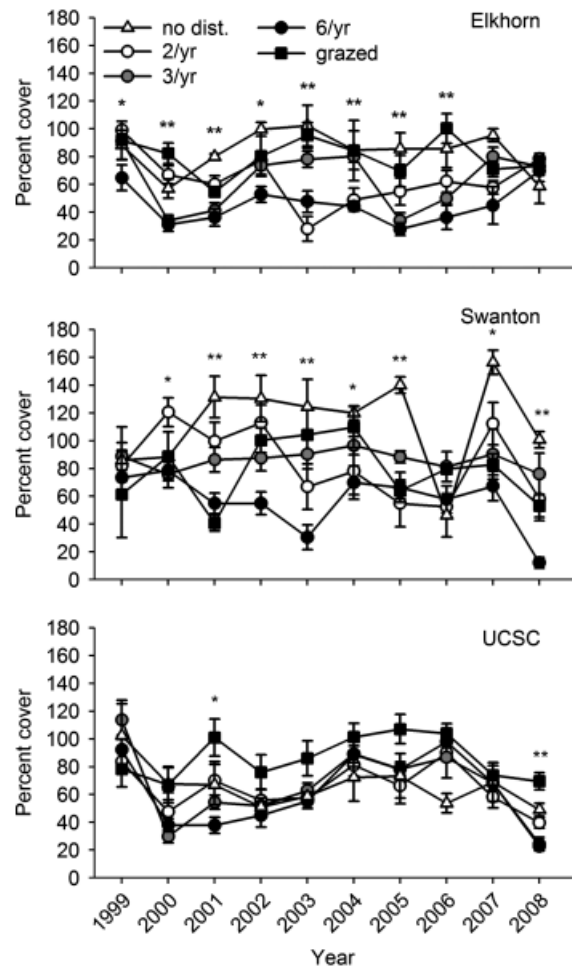 Elkhorn
no dist.
2/yr
3/yr
6/yr
grazed
Percent cover
180
160
140
120
100
80
60
40
20
0
* ** ** * ** ** ** **
Swanton
Percent cover
180
160
140
120
100
80
60
40
20
0
* ** ** ** * ** * **
UCSC
Percent cover
180
160
140
120
100
80
60
40
20
0
* **
1999 2000 2001 2002 2003 2004 2005 2006 2007 2008
Year